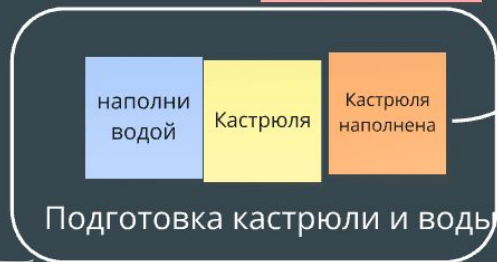 наполни
водой
Кастрюля
Кастрюля
наполнена
Подготовка кастрюли и воды